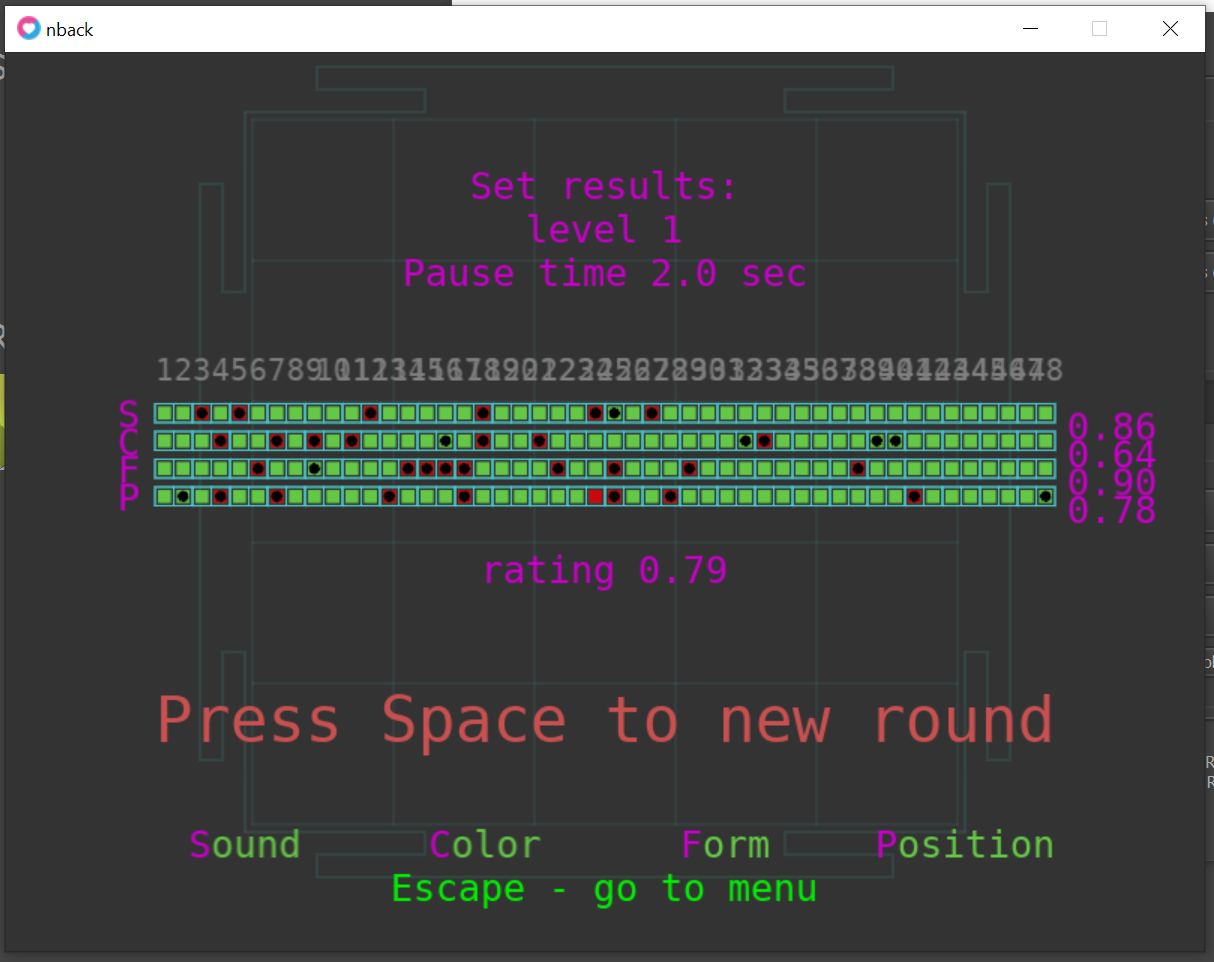 nback
Set results:
level 1
Pause time 2.0 sec
S
C
F
P
0.86
0.64
0.90
0.78
rating 0.79
Press Space to new round
Sound Color Form Position
Escape - go to menu